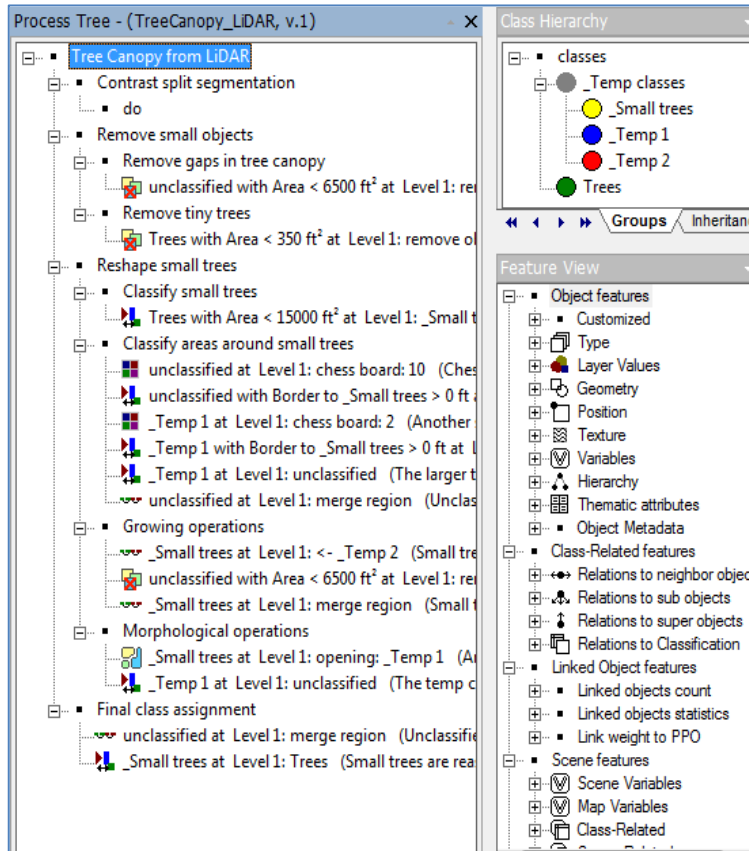 Process Tree - (TreeCanopy_LiDAR, v.1)
Tree Canopy from LiDAR
Contrast split segmentation
do
Remove small objects
Remove gaps in tree canopy
unclassified with Area < 6500 ft² at Level 1: rei
Remove tiny trees
Trees with Area < 350 ft² at Level 1: remove ol
Reshape small trees
Classify small trees
Trees with Area < 15000 ft² at Level 1: _Small t
Classify areas around small trees
unclassified at Level 1: chess board: 10 (Ches
unclassified with Border to _Small trees > 0 ft
_Temp 1 at Level 1: chess board: 2 (Another
_Temp 1 with Border to _Small trees > 0 ft at
_Temp 1 at Level 1: unclassified (The larger t
unclassified at Level 1: merge region (Unclas
Growing operations
_Small trees at Level 1: <- _Temp 2 (Small tre
unclassified with Area < 6500 ft² at Level 1: rei
_Small trees at Level 1: merge region (Small t
Morphological operations
_Small trees at Level 1: opening: _Temp 1
_Temp 1 at Level 1: unclassified (The temp c
Final class assignment
unclassified at Level 1: merge region (Unclassifie
_Small trees at Level 1: Trees (Small trees are rea
Class Hierarchy
classes
_Temp classes
_Small trees
_Temp 1
_Temp 2
Trees
Groups Inheritan
Feature View
Object features
Customized
Type
Layer Values
Geometry
Position
Texture
Variables
Hierarchy
Thematic attributes
Object Metadata
Class-Related features
Relations to neighbor objec
Relations to sub objects
Relations to super objects
Relations to Classification
Linked Object features
Linked objects count
Linked objects statistics
Link weight to PPO
Scene features
Scene Variables
Map Variables
Class-Related